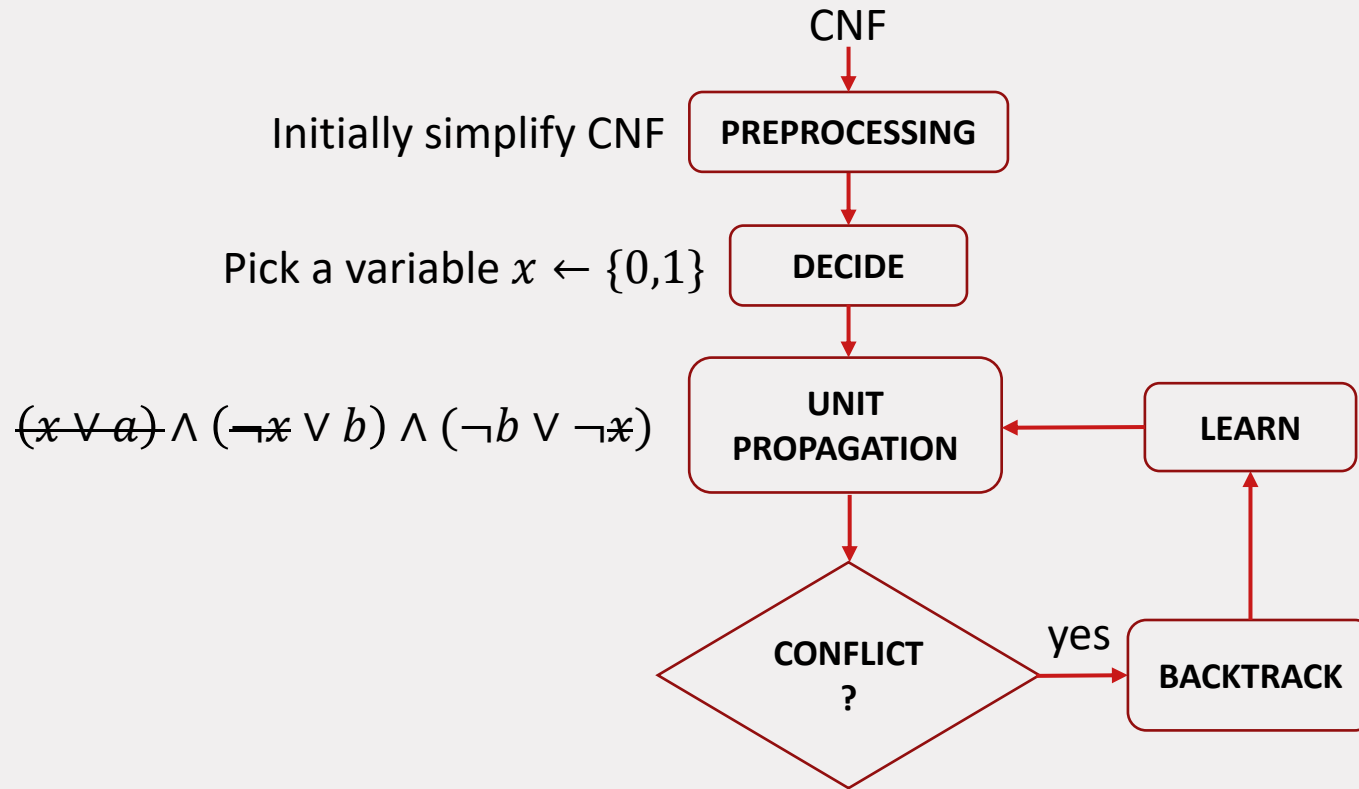 CNF
Initially simplify CNF
PREPROCESSING
Pick a variable 𝑥 ← {0,1}
DECIDE
(𝑥 ∨ 𝑎) ∧ (¬𝑥 ∨ 𝑏) ∧ (¬𝑏 ∨ ¬𝑥)
UNIT
PROPAGATION
LEARN
CONFLICT
?
yes
BACKTRACK